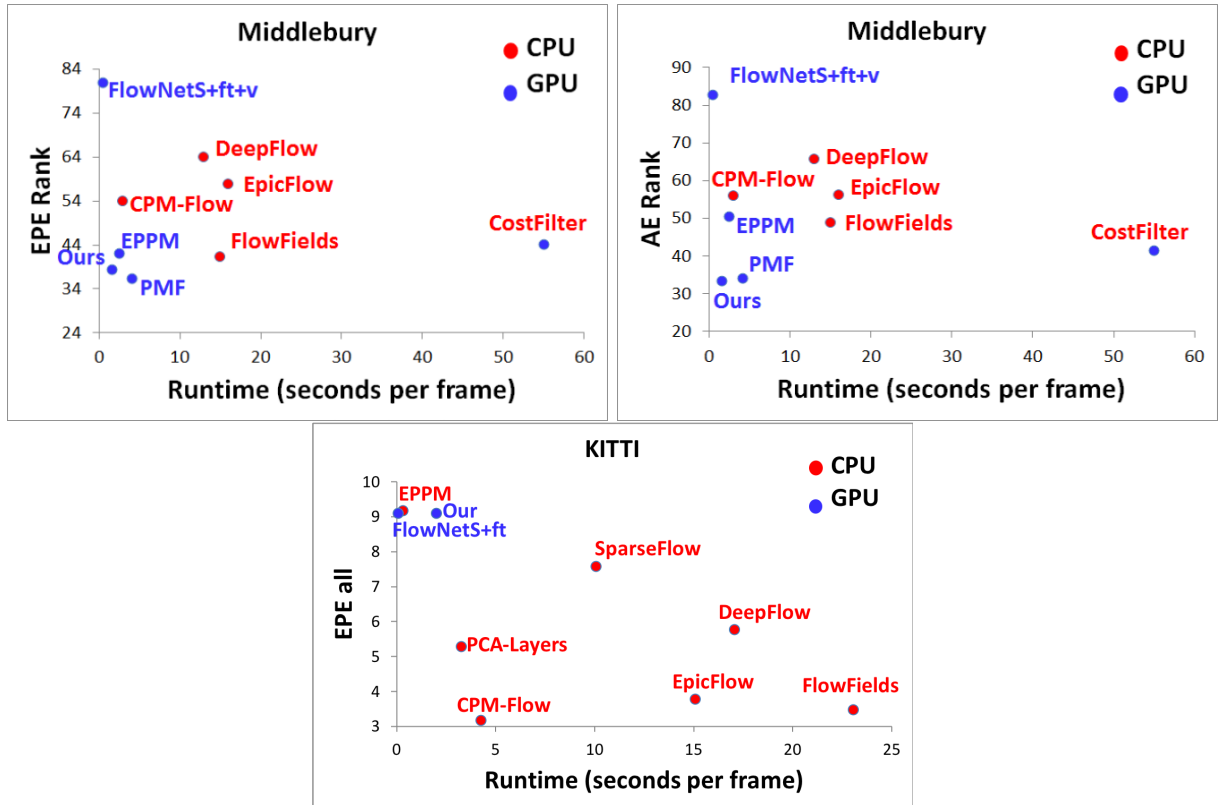 Middlebury
CPU
GPU
84
74
64
54
44
34
24
EPE Rank
FlowNetS+ft+v
DeepFlow
EpicFlow
CPM-Flow
CostFilter
EPPM
FlowFields
Ours
PMF
0
10
20
30
40
50
60
Runtime (seconds per frame)
Middlebury
CPU
GPU
90
80
70
60
50
40
30
20
AE Rank
FlowNetS+ft+v
DeepFlow
CPM-Flow
EpicFlow
EPPM
FlowFields
CostFilter
PMF
Ours
0
10
20
30
40
50
60
Runtime (seconds per frame)
KITTI
CPU
GPU
10
9
8
7
6
5
4
3
EPE all
EPPM
Our
FlowNetS+ft
SparseFlow
DeepFlow
PCA-Layers
EpicFlow
FlowFields
CPM-Flow
0
5
10
15
20
25
Runtime (seconds per frame)